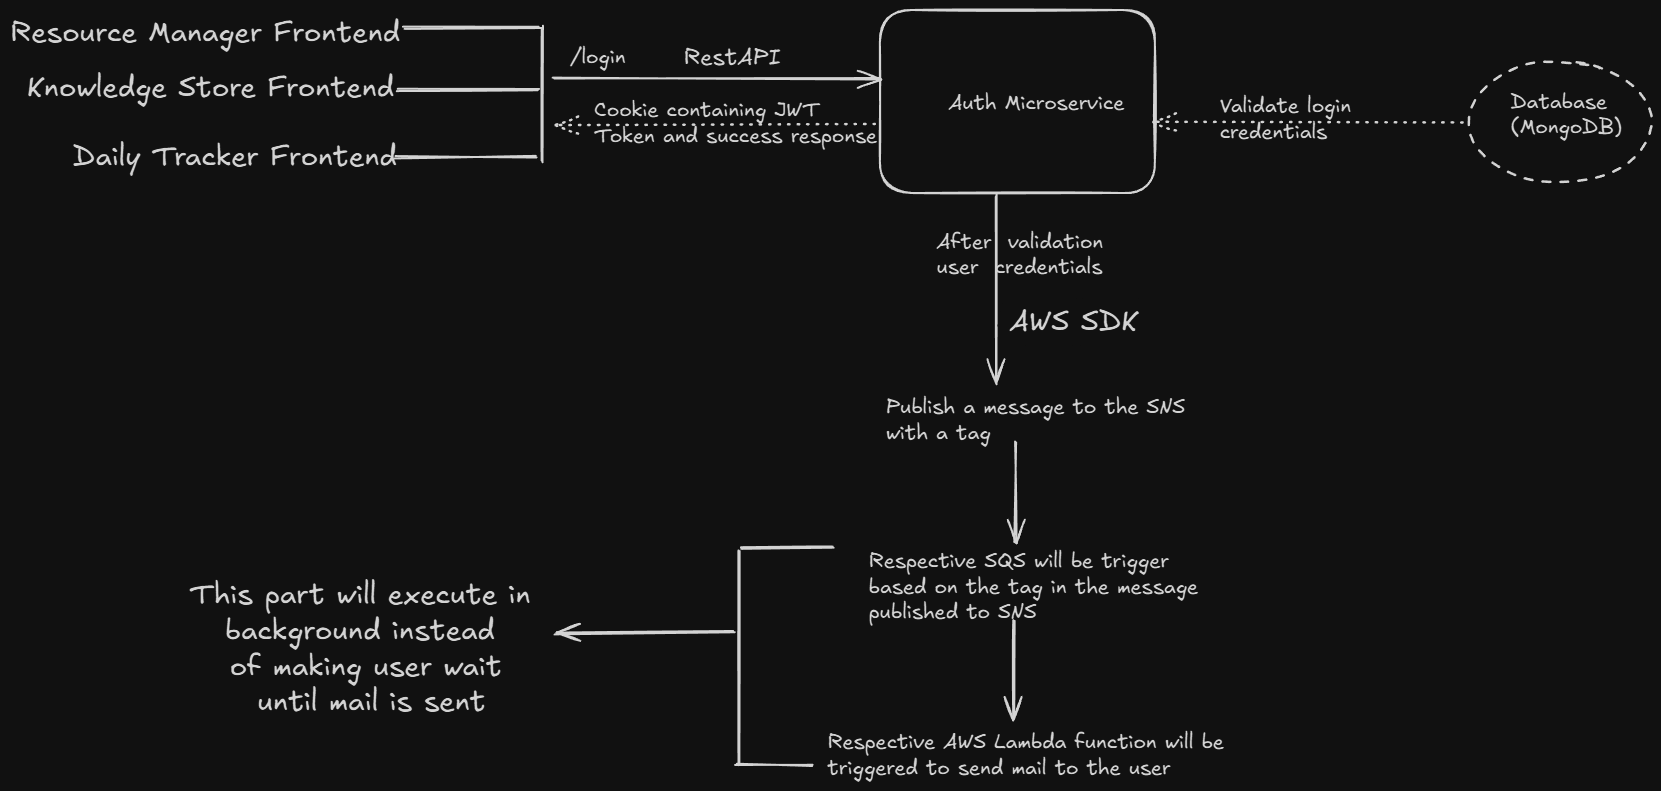 Resource Manager Frontend
Knowledge Store Frontend
Daily Tracker Frontend
/login RestAPI
Cookie containing JWT
Token and success response
Auth Microservice
Validate login
credentials
Database
(MongoDB)
After validation
user credentials
AWS SDK
Publish a message to the SNS
with a tag
Respective SQS will be trigger
based on the tag in the message
published to SNS
This part will execute in
background instead
of making user wait
until mail is sent
Respective AWS Lambda function will be
triggered to send mail to the user